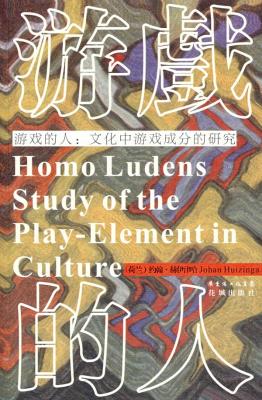 游戲
游戏的人：文化中游戏成分的研究
Homo Ludens
Study of the
Play-Element in
Culture
(荷兰)约翰·赫伊津哈 Johan Huizinga
花城出版社
的人